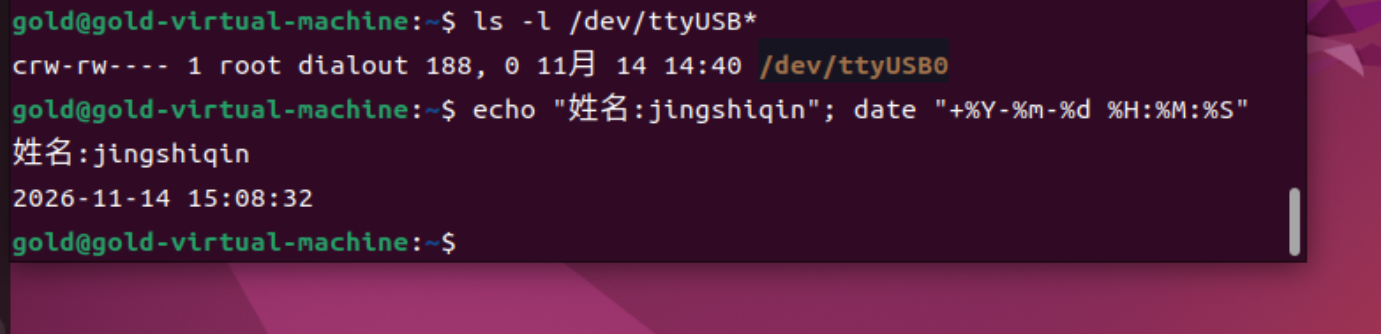 gold@gold-virtual-machine:~$ ls -l /dev/ttyUSB*
crw-rw---- 1 root dialout 188, 0 11月 14 14:40 /dev/ttyUSB0
gold@gold-virtual-machine:~$ echo "姓名:jingshiqin"; date "+%Y-%m-%d %H:%M:%S"
姓名:jingshiqin
2026-11-14 15:08:32
gold@gold-virtual-machine:~$